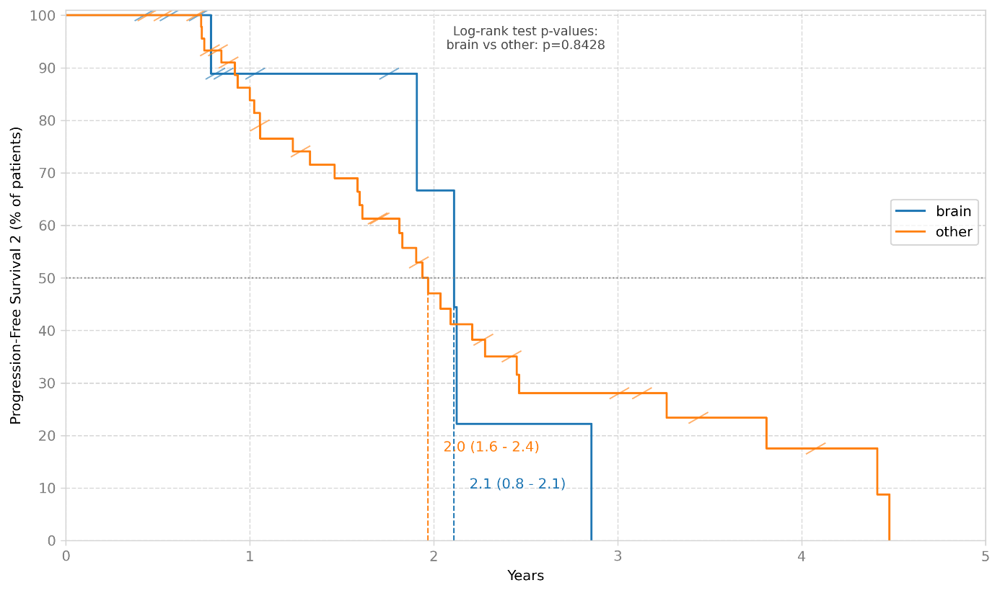 100
90
80
70
60
50
40
30
20
10
0
Progression-Free Survival 2 (% of patients)
Log-rank test p-values:
brain vs other: p=0.8428
brain
other
2.0 (1.6 - 2.4)
2.1 (0.8 - 2.1)
0
1
2
3
4
5
Years